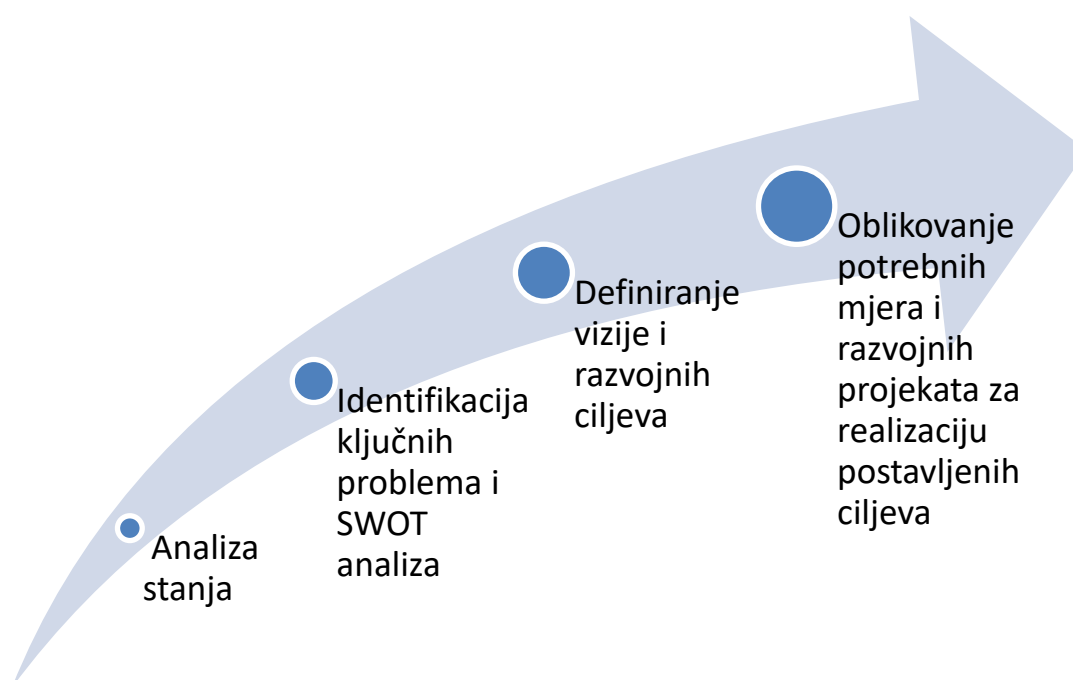 Analiza
stanja
Identifikacija
ključnih
problema i
SWOT
analiza
Definiranje
vizije i
razvojnih
ciljeva
Oblikovanje
potrebnih
mjera i
razvojnih
projekata za
realizaciju
postavljenih
ciljeva